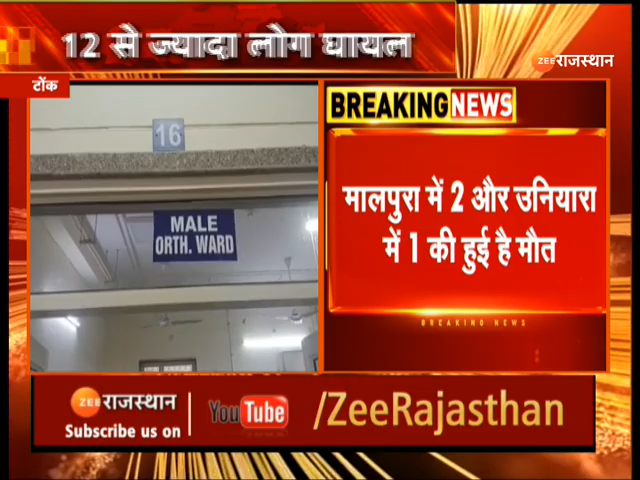 12 से ज्यादा लोग घायल
ZEE राजस्थान
टोंक
16
MALE
ORTH. WARD
BREAKING NEWS
मालपुरा में 2 और उनियारा
में 1 की हुई है मौत
BREAKING NEWS
ZEE राजस्थान
Subscribe us on
YouTube
/ZeeRajasthan